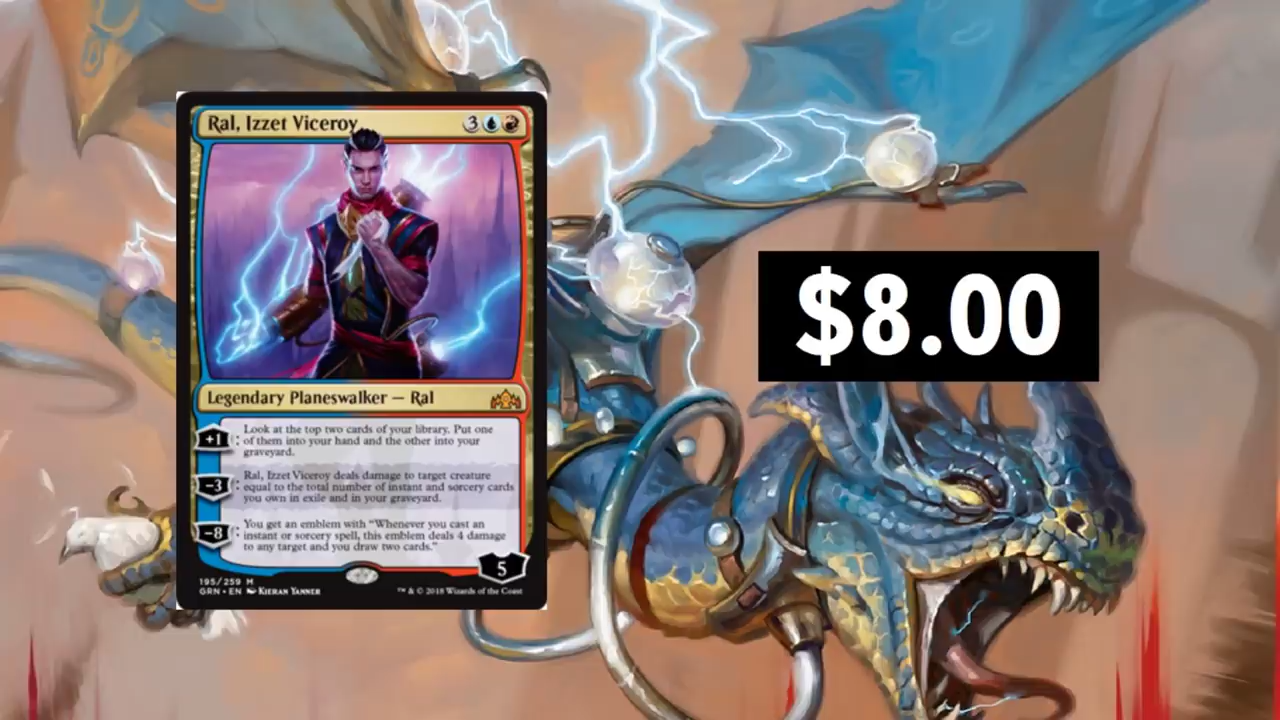 Ral, Izzet Viceroy 3
Legendary Planeswalker — Ral
+1 : Look at the top two cards of your library. Put one
of them into your hand and the other into your
graveyard.
-3 : Ral, Izzet Viceroy deals damage to target creature
equal to the total number of instant and sorcery cards
you own in exile and in your graveyard.
-8 : You get an emblem with “Whenever you cast an
instant or sorcery spell, this emblem deals 4 damage
to any target and you draw two cards.”
5
195/259 M
GRN • EN KIERAN YANNER
™ & © 2018 Wizards of the Coast
$8.00